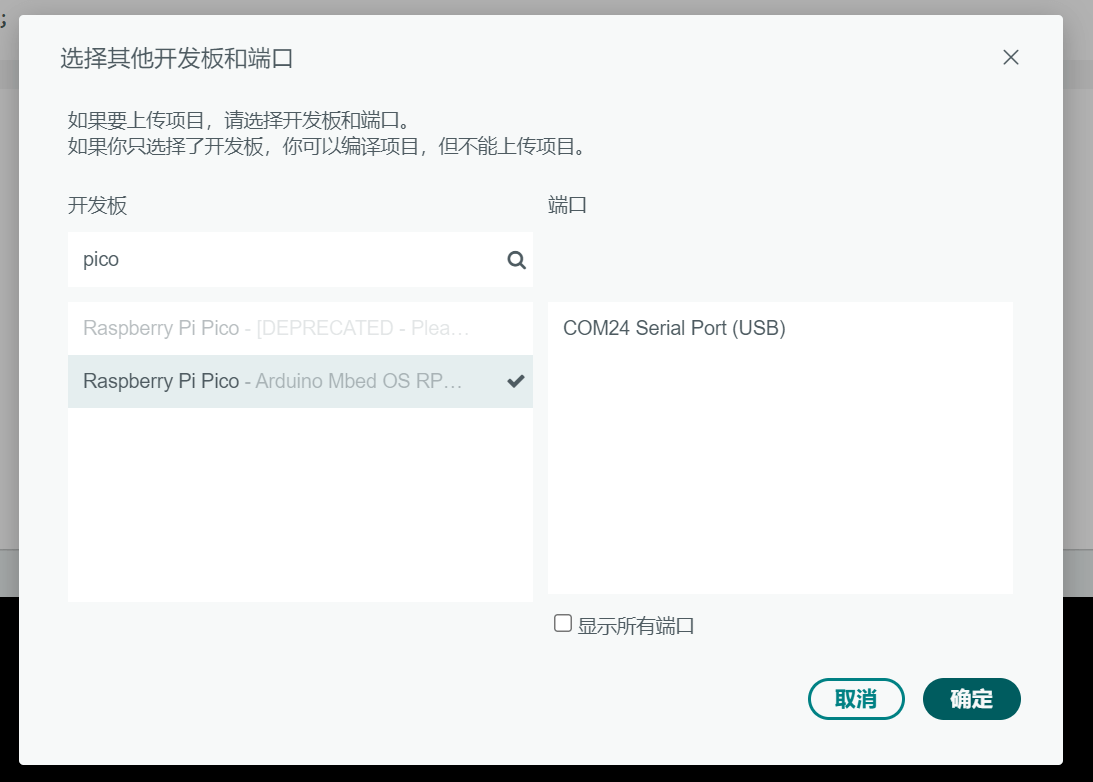 ;
选择其他开发板和端口
如果要上传项目，请选择开发板和端口。
如果你只选择了开发板，你可以编译项目，但不能上传项目。
开发板
端口
pico
Raspberry Pi Pico - [DEPRECATED - Plea…
COM24 Serial Port (USB)
Raspberry Pi Pico - Arduino Mbed OS RP…
显示所有端口
取消
确定